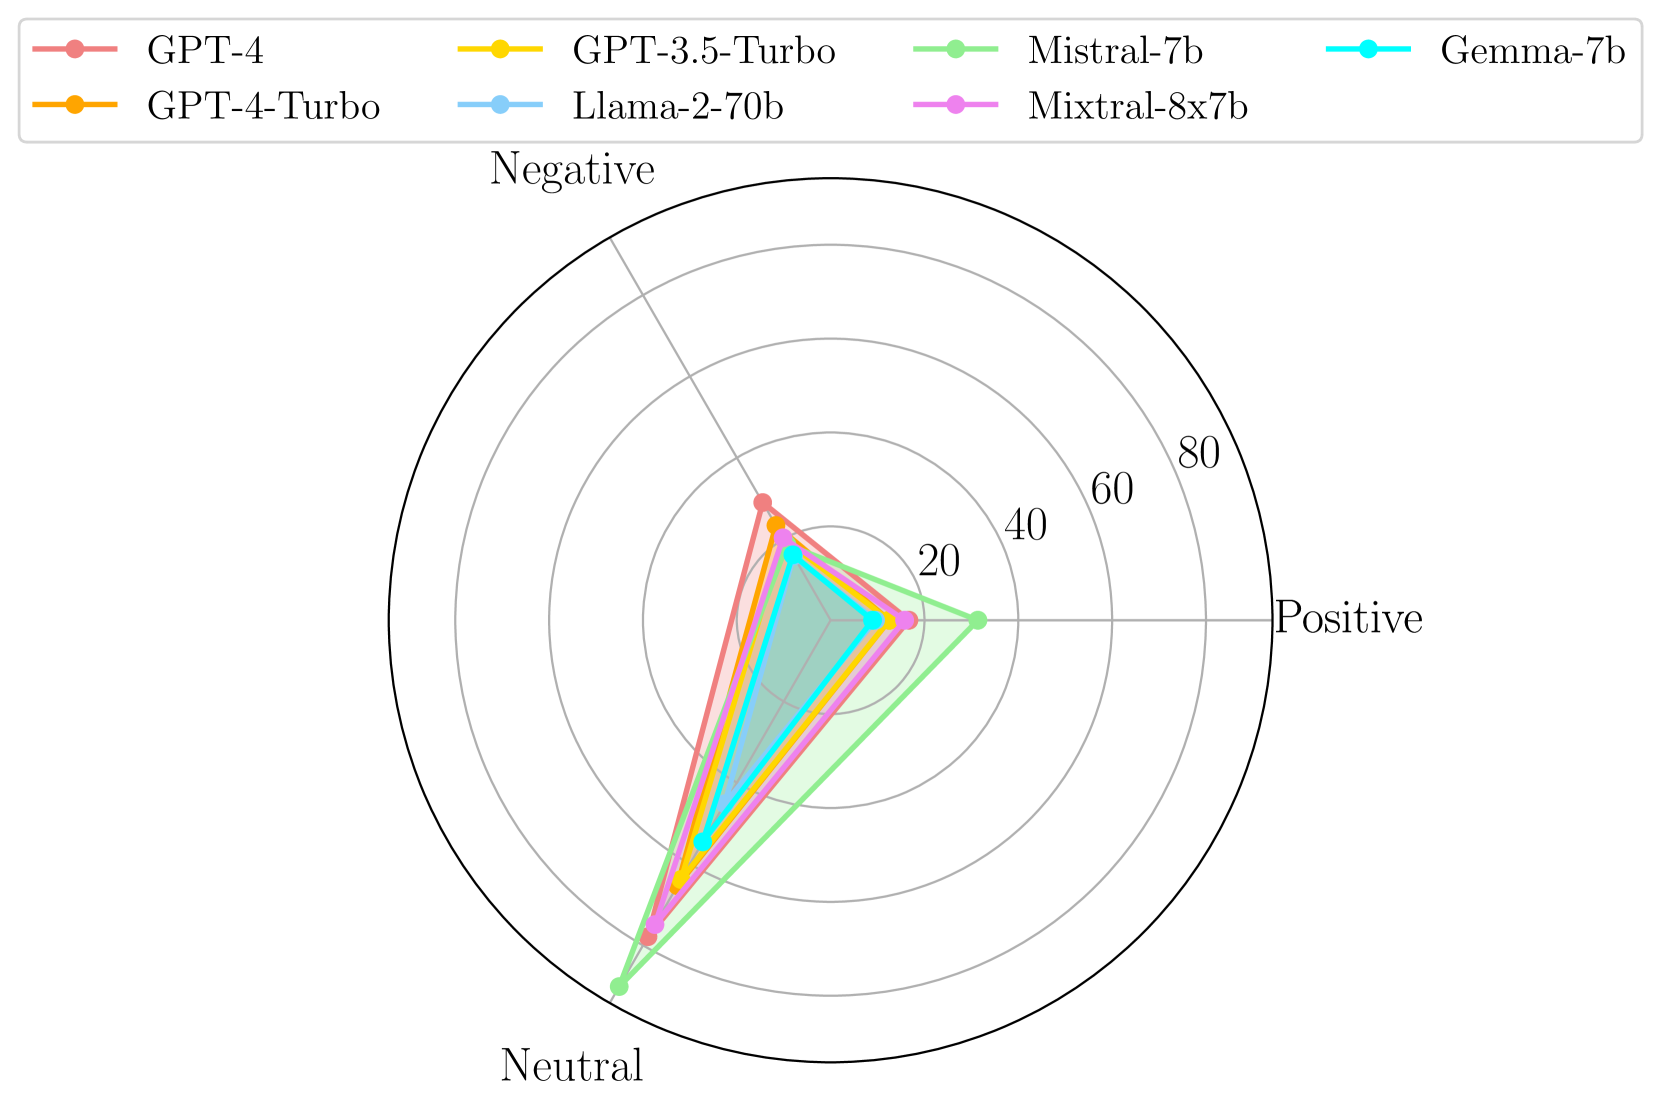 GPT-4 GPT-3.5-Turbo Mistral-7b Gemma-7b
GPT-4-Turbo Llama-2-70b Mixtral-8x7b
Negative
80
60
40
20
Positive
Neutral